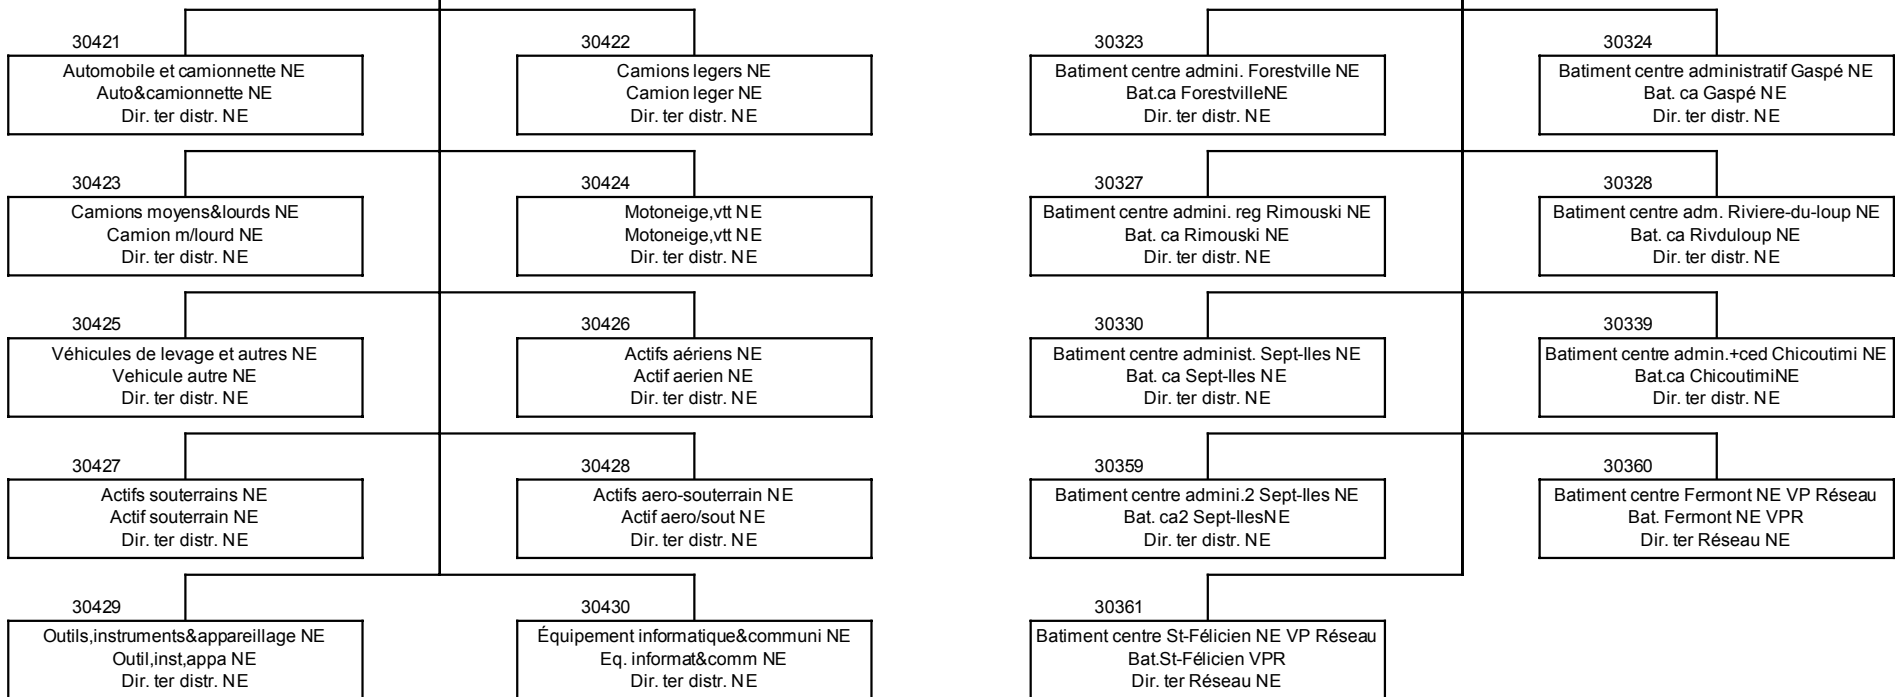 30421
Automobile et camionnette NE
Auto&camionnette NE
Dir. ter distr. NE
30422
Camions legers NE
Camion leger NE
Dir. ter distr. NE
30423
Camions moyens&lourds NE
Camion m/lourd NE
Dir. ter distr. NE
30424
Motoneige,vtt NE
Motoneige,vtt NE
Dir. ter distr. NE
30425
Véhicules de levage et autres NE
Vehicule autre NE
Dir. ter distr. NE
30426
Actifs aériens NE
Actif aerien NE
Dir. ter distr. NE
30427
Actifs souterrains NE
Actif souterrain NE
Dir. ter distr. NE
30428
Actifs aero-souterrain NE
Actif aero/sout NE
Dir. ter distr. NE
30429
Outils,instruments&appareillage NE
Outil,inst,appa NE
Dir. ter distr. NE
30430
Équipement informatique&communi NE
Eq. informat&comm NE
Dir. ter distr. NE
30323
Batiment centre admini. Forestville NE
Bat.ca ForestvilleNE
Dir. ter distr. NE
30324
Batiment centre administratif Gaspé NE
Bat. ca Gaspé NE
Dir. ter distr. NE
30327
Batiment centre admini. reg Rimouski NE
Bat. ca Rimouski NE
Dir. ter distr. NE
30328
Batiment centre adm. Riviere-du-loup NE
Bat. ca Rivduloup NE
Dir. ter distr. NE
30330
Batiment centre administ. Sept-Iles NE
Bat. ca Sept-Iles NE
Dir. ter distr. NE
30339
Batiment centre admin.+ced Chicoutimi NE
Bat.ca ChicoutimiNE
Dir. ter distr. NE
30359
Batiment centre admini.2 Sept-Iles NE
Bat. ca2 Sept-IlesNE
Dir. ter distr. NE
30360
Batiment centre Fermont NE VP Réseau
Bat. Fermont NE VPR
Dir. ter Réseau NE
30361
Batiment centre St-Félicien NE VP Réseau
Bat.St-Félicien VPR
Dir. ter Réseau NE